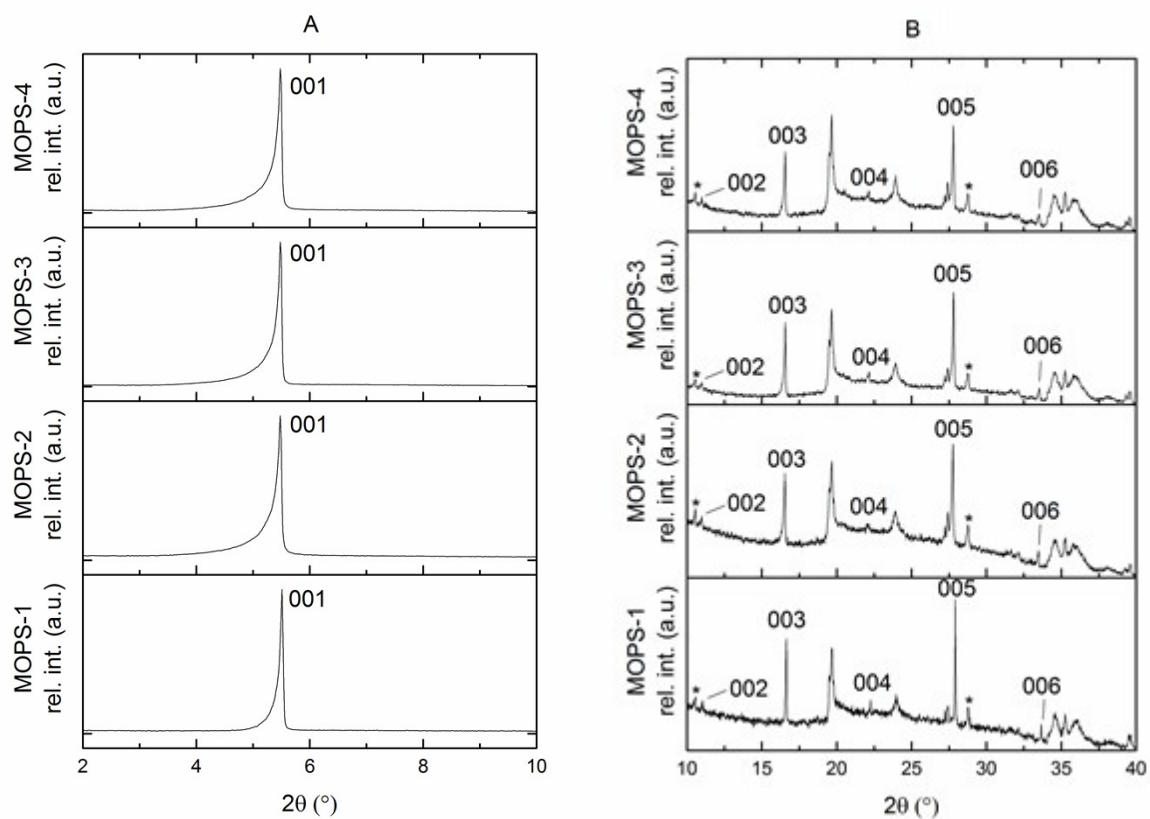 A
MOPS-4
rel. int. (a.u.)
001
MOPS-3
rel. int. (a.u.)
001
MOPS-2
rel. int. (a.u.)
001
MOPS-1
rel. int. (a.u.)
001
2 4 6 8 10
2θ (°)
B
MOPS-4
rel. int. (a.u.)
* 002 003 004 005 * 006
MOPS-3
rel. int. (a.u.)
* 002 003 004 005 * 006
MOPS-2
rel. int. (a.u.)
* 002 003 004 005 * 006
MOPS-1
rel. int. (a.u.)
* 002 003 004 005 * 006
10 15 20 25 30 35 40
2θ (°)